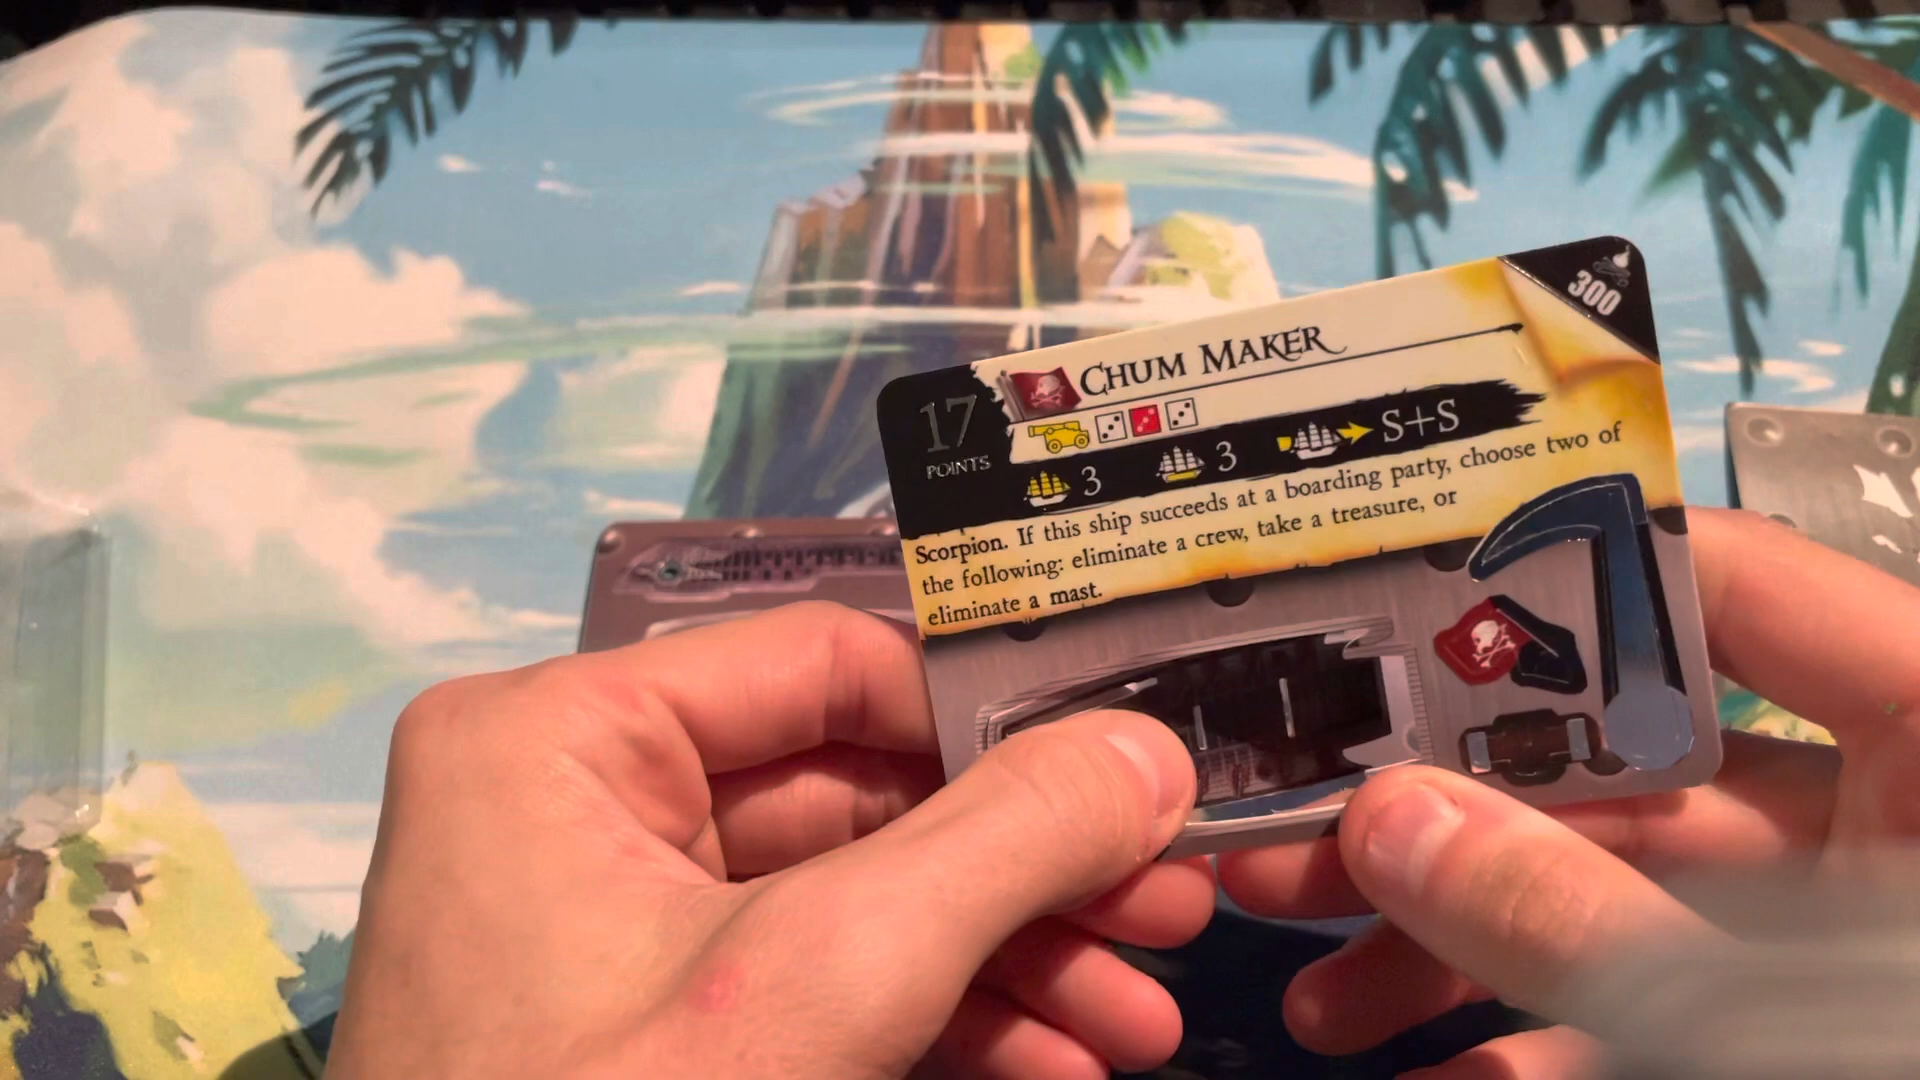 300
CHUM MAKER
17
POINTS
3 3 S+S
Scorpion. If this ship succeeds at a boarding party, choose two of
the following: eliminate a crew, take a treasure, or
eliminate a mast.